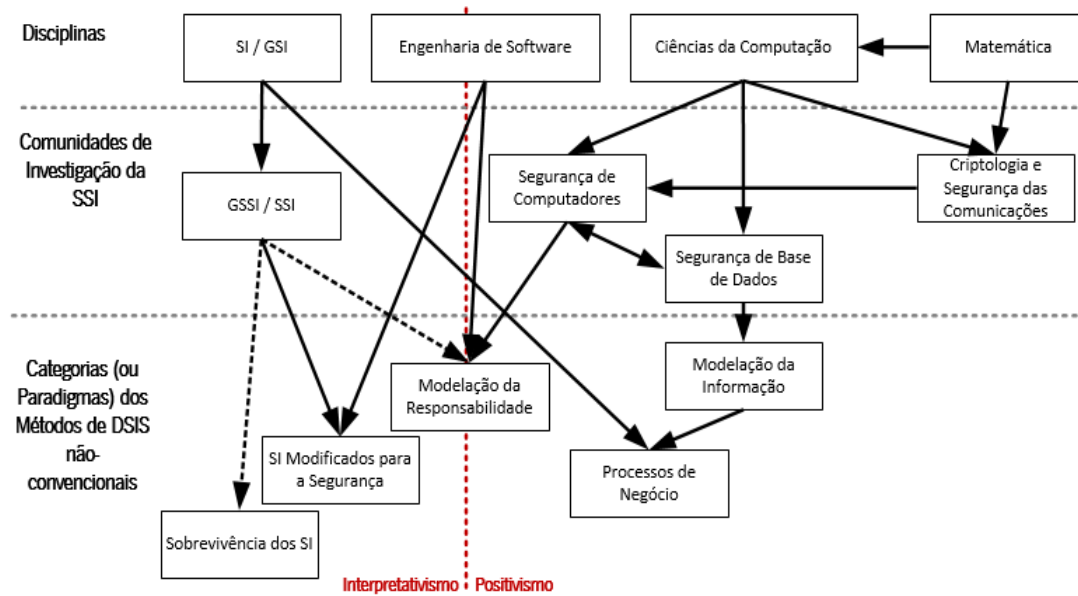 Disciplinas
SI / GSI
Engenharia de Software
Ciências da Computação
Matemática
Comunidades de
Investigação da
SSI
GSSI / SSI
Segurança de
Computadores
Criptologia e
Segurança das
Comunicações
Segurança de Base
de Dados
Categorias (ou
Paradigmas) dos
Métodos de DSIS
não-
convencionais
Modelação da
Responsabilidade
Modelação da
Informação
SI Modificados para
a Segurança
Processos de
Negócio
Sobrevivência dos SI
Interpretativismo
Positivismo